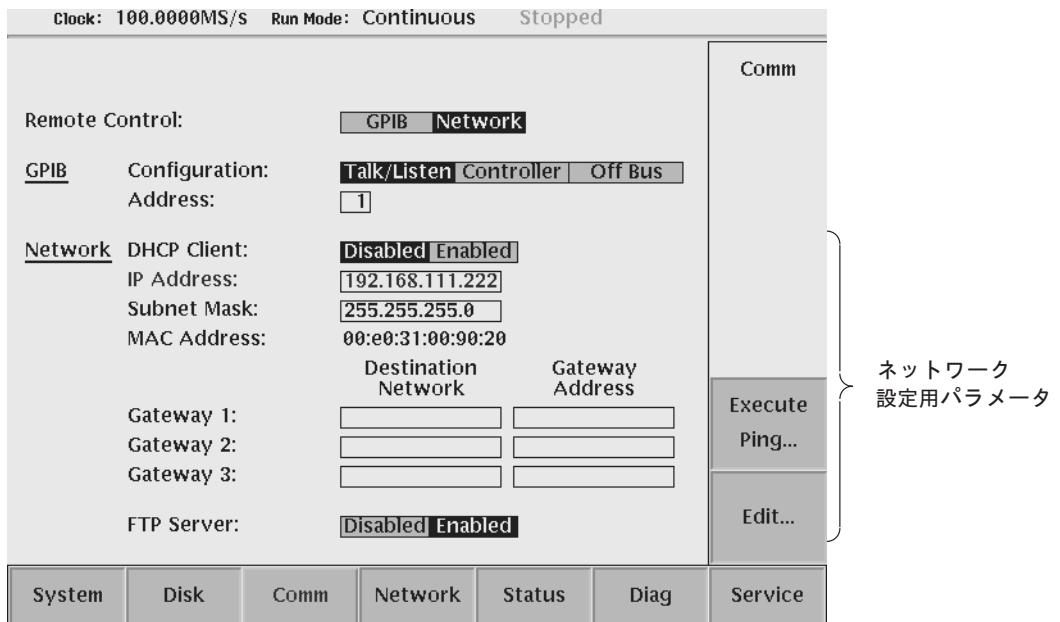 Clock: 100.0000MS/s Run Mode: Continuous Stopped
Comm
Remote Control: GPIB Network
GPIB Configuration: Talk/Listen Controller Off Bus
Address: 1
Network DHCP Client: Disabled Enabled
IP Address: 192.168.111.222
Subnet Mask: 255.255.255.0
MAC Address: 00:e0:31:00:90:20
Destination Network
Gateway Address
Gateway 1:
Gateway 2:
Gateway 3:
FTP Server: Disabled Enabled
Execute
Ping...
Edit...
ネットワーク
設定用パラメータ
System Disk Comm Network Status Diag Service